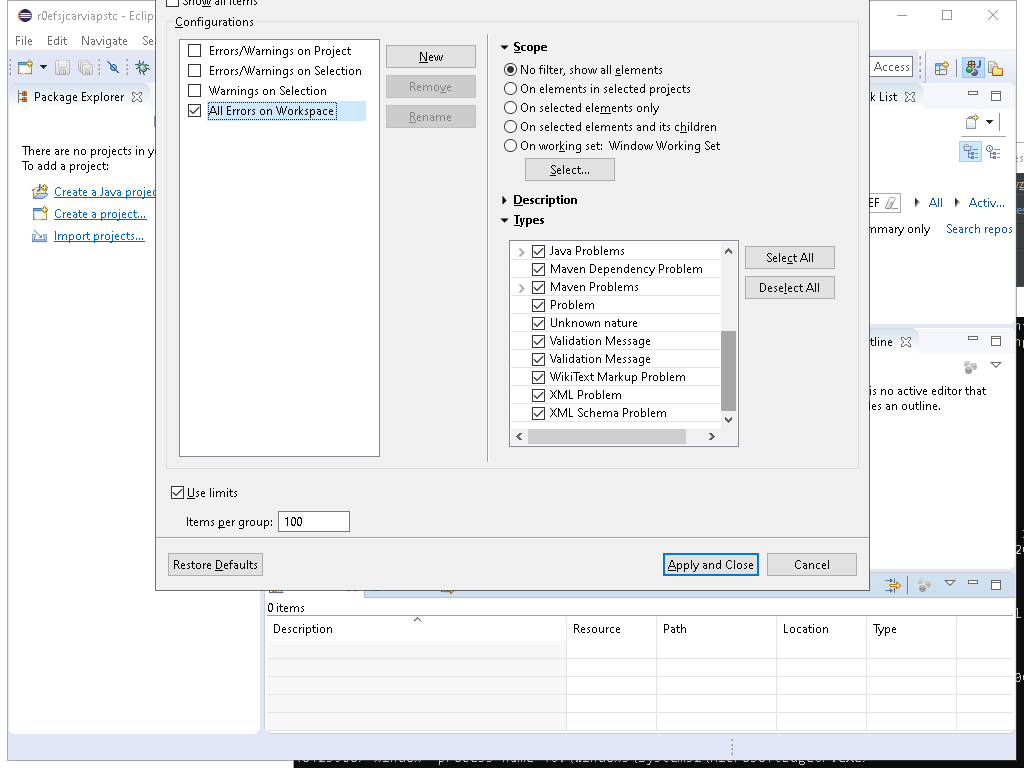 Show all items
r0efsjcarviapstc - Eclip
File Edit Navigate Se
Configurations
Errors/Warnings on Project
Errors/Warnings on Selection
Warnings on Selection
All Errors on Workspace
New
Remove
Rename
Scope
No filter, show all elements
On elements in selected projects
On selected elements only
On selected elements and its children
On working set: Window Working Set
Select...
Description
Types
Java Problems
Maven Dependency Problem
Maven Problems
Problem
Unknown nature
Validation Message
Validation Message
WikiText Markup Problem
XML Problem
XML Schema Problem
Select All
Deselect All
Use limits
Items per group: 100
Restore Defaults
Apply and Close
Cancel
Package Explorer
There are no projects in y
To add a project:
Create a Java projec
Create a project...
Import projects...
Access
k List
EF All Activ...
mmary only Search repos
tline
is no active editor that
les an outline.
0 items
Description Resource Path Location Type